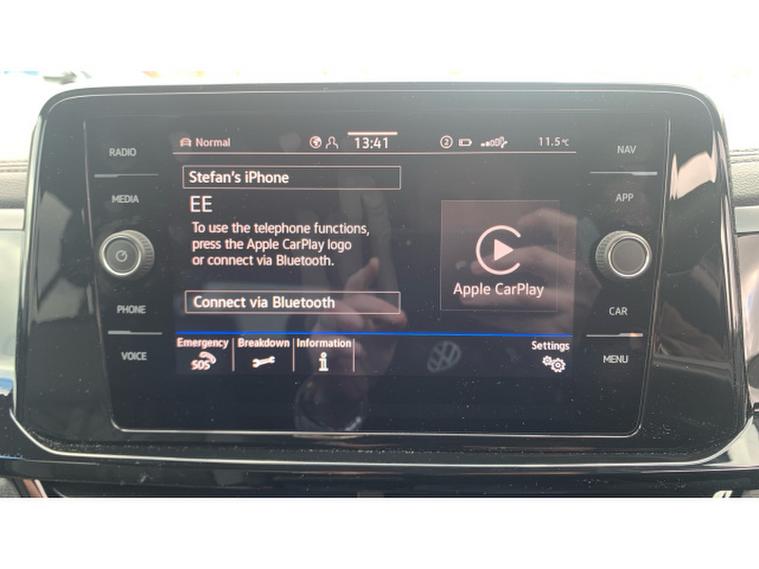 RADIO
MEDIA
PHONE
VOICE
Normal
13:41
2
11.5°C
Stefan's iPhone
EE
To use the telephone functions,
press the Apple CarPlay logo
or connect via Bluetooth.
Connect via Bluetooth
Apple CarPlay
Emergency
SOS
Breakdown
Information
i
Settings
NAV
APP
CAR
MENU